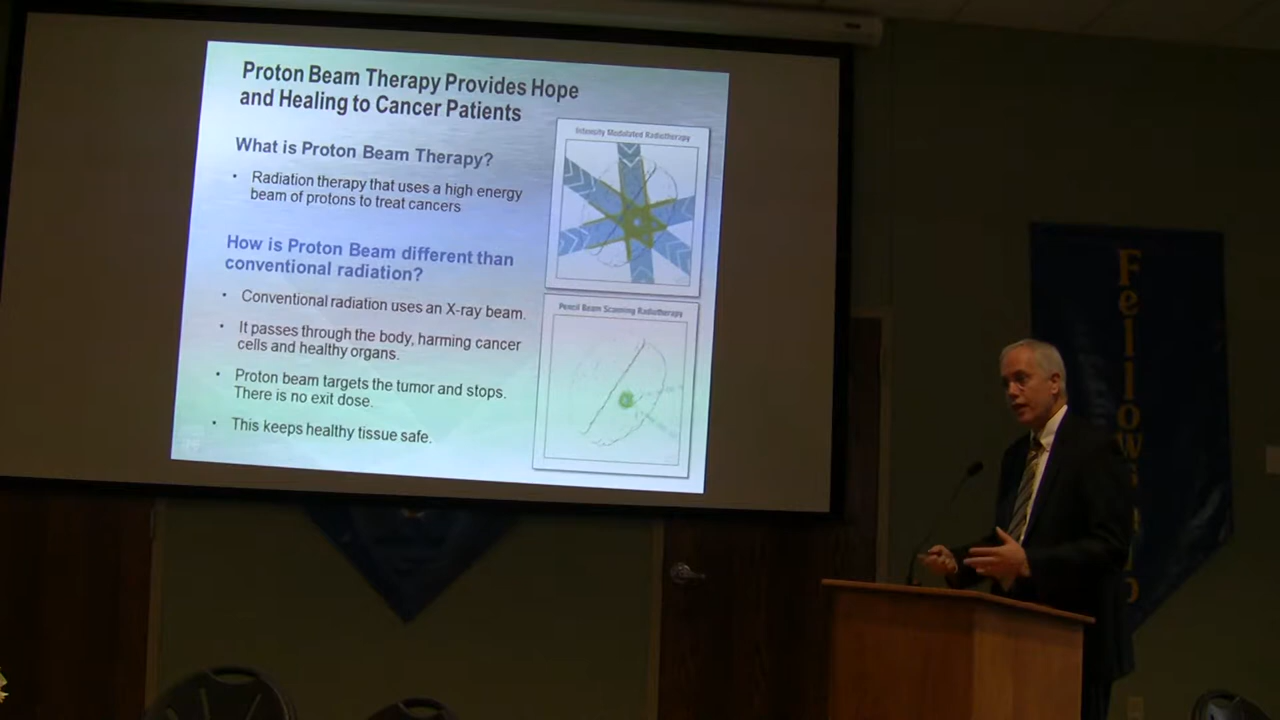 Proton Beam Therapy Provides Hope
and Healing to Cancer Patients
What is Proton Beam Therapy?
• Radiation therapy that uses a high energy
beam of protons to treat cancers
How is Proton Beam different than
conventional radiation?
• Conventional radiation uses an X-ray beam.
• It passes through the body, harming cancer
cells and healthy organs.
• Proton beam targets the tumor and stops.
There is no exit dose.
• This keeps healthy tissue safe.
Intensity Modulated Radiotherapy
Pencil Beam Scanning Radiotherapy